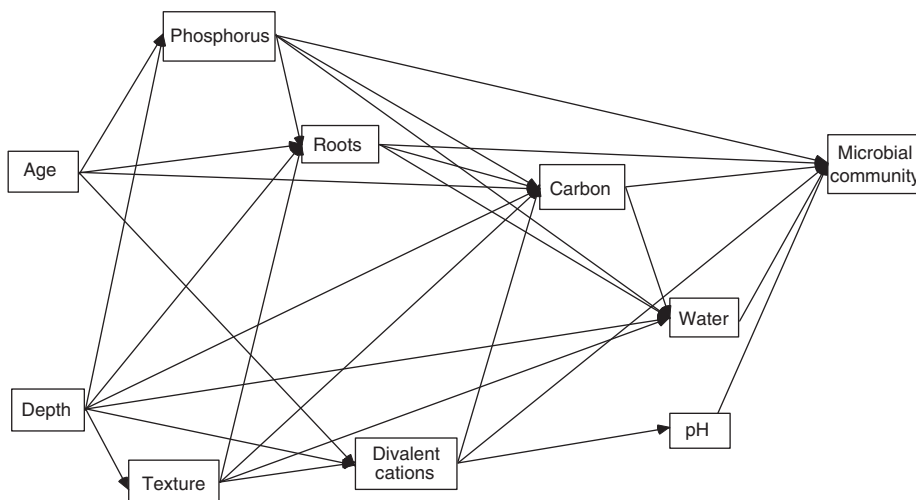 Phosphorus
Roots
Age
Carbon
Microbial
community
Water
Depth
pH
Divalent
cations
Texture